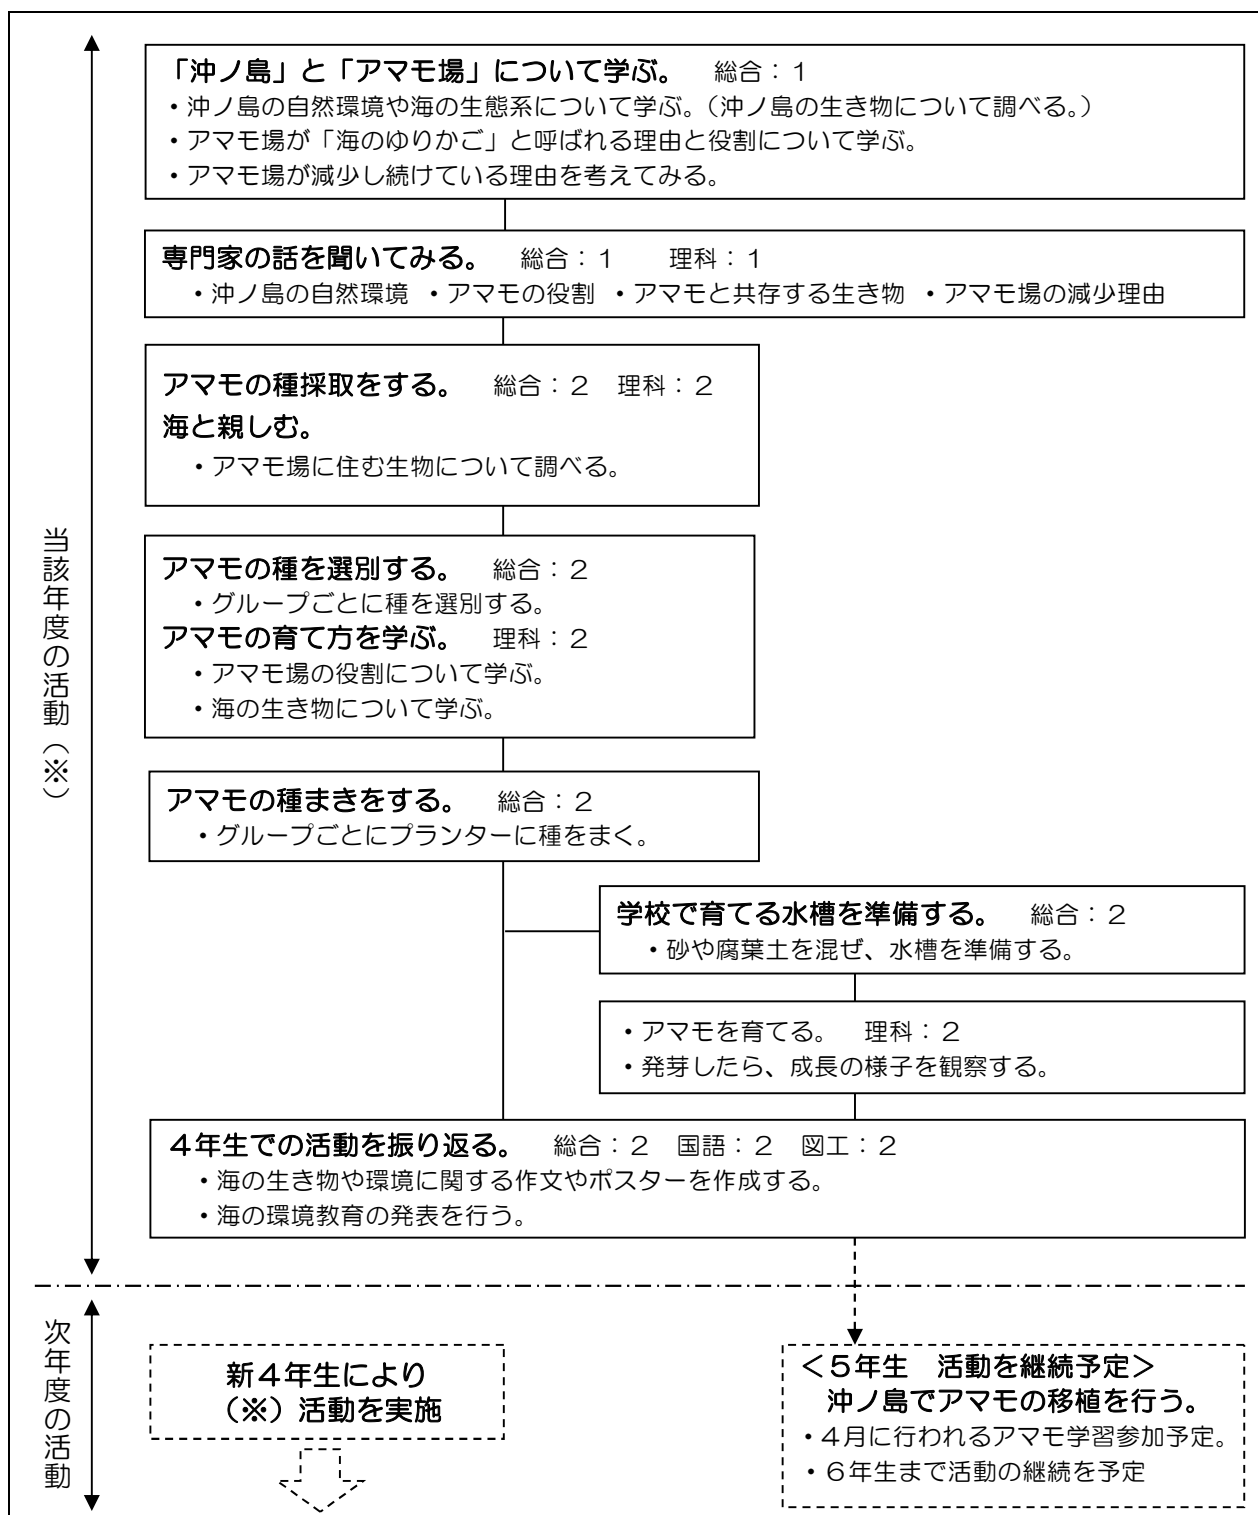 「沖ノ島」と「アマモ場」について学ぶ。 総合：１
・沖ノ島の自然環境や海の生態系について学ぶ。（沖ノ島の生き物について調べる。）
・アマモ場が「海のゆりかご」と呼ばれる理由と役割について学ぶ。
・アマモ場が減少し続けている理由を考えてみる。
専門家の話を聞いてみる。 総合：１ 理科：１
・沖ノ島の自然環境 ・アマモの役割 ・アマモと共存する生き物 ・アマモ場の減少理由
アマモの種採取をする。 総合：２ 理科：２
海と親しむ。
・アマモ場に住む生物について調べる。
当該年度の活動（※）
アマモの種を選別する。 総合：２
・グループごとに種を選別する。
アマモの育て方を学ぶ。 理科：２
・アマモ場の役割について学ぶ。
・海の生き物について学ぶ。
アマモの種まきをする。 総合：２
・グループごとにプランターに種をまく。
学校で育てる水槽を準備する。 総合：２
・砂や腐葉土を混ぜ、水槽を準備する。
・アマモを育てる。 理科：２
・発芽したら、成長の様子を観察する。
４年生での活動を振り返る。 総合：２ 国語：２ 図工：２
・海の生き物や環境に関する作文やポスターを作成する。
・海の環境教育の発表を行う。
次年度の活動
新４年生により
（※）活動を実施
＜５年生 活動を継続予定＞
沖ノ島でアマモの移植を行う。
・４月に行われるアマモ学習参加予定。
・６年生まで活動の継続を予定